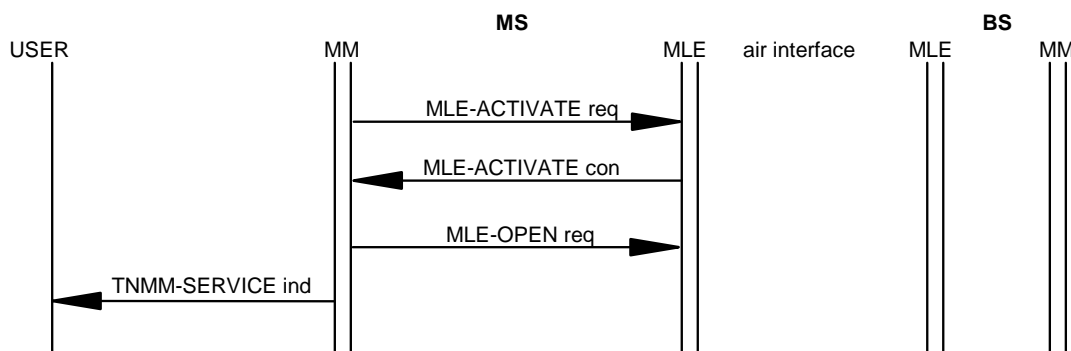 MS BS
USER MM MLE air interface MLE MM
MLE-ACTIVATE req
MLE-ACTIVATE con
MLE-OPEN req
TNMM-SERVICE ind